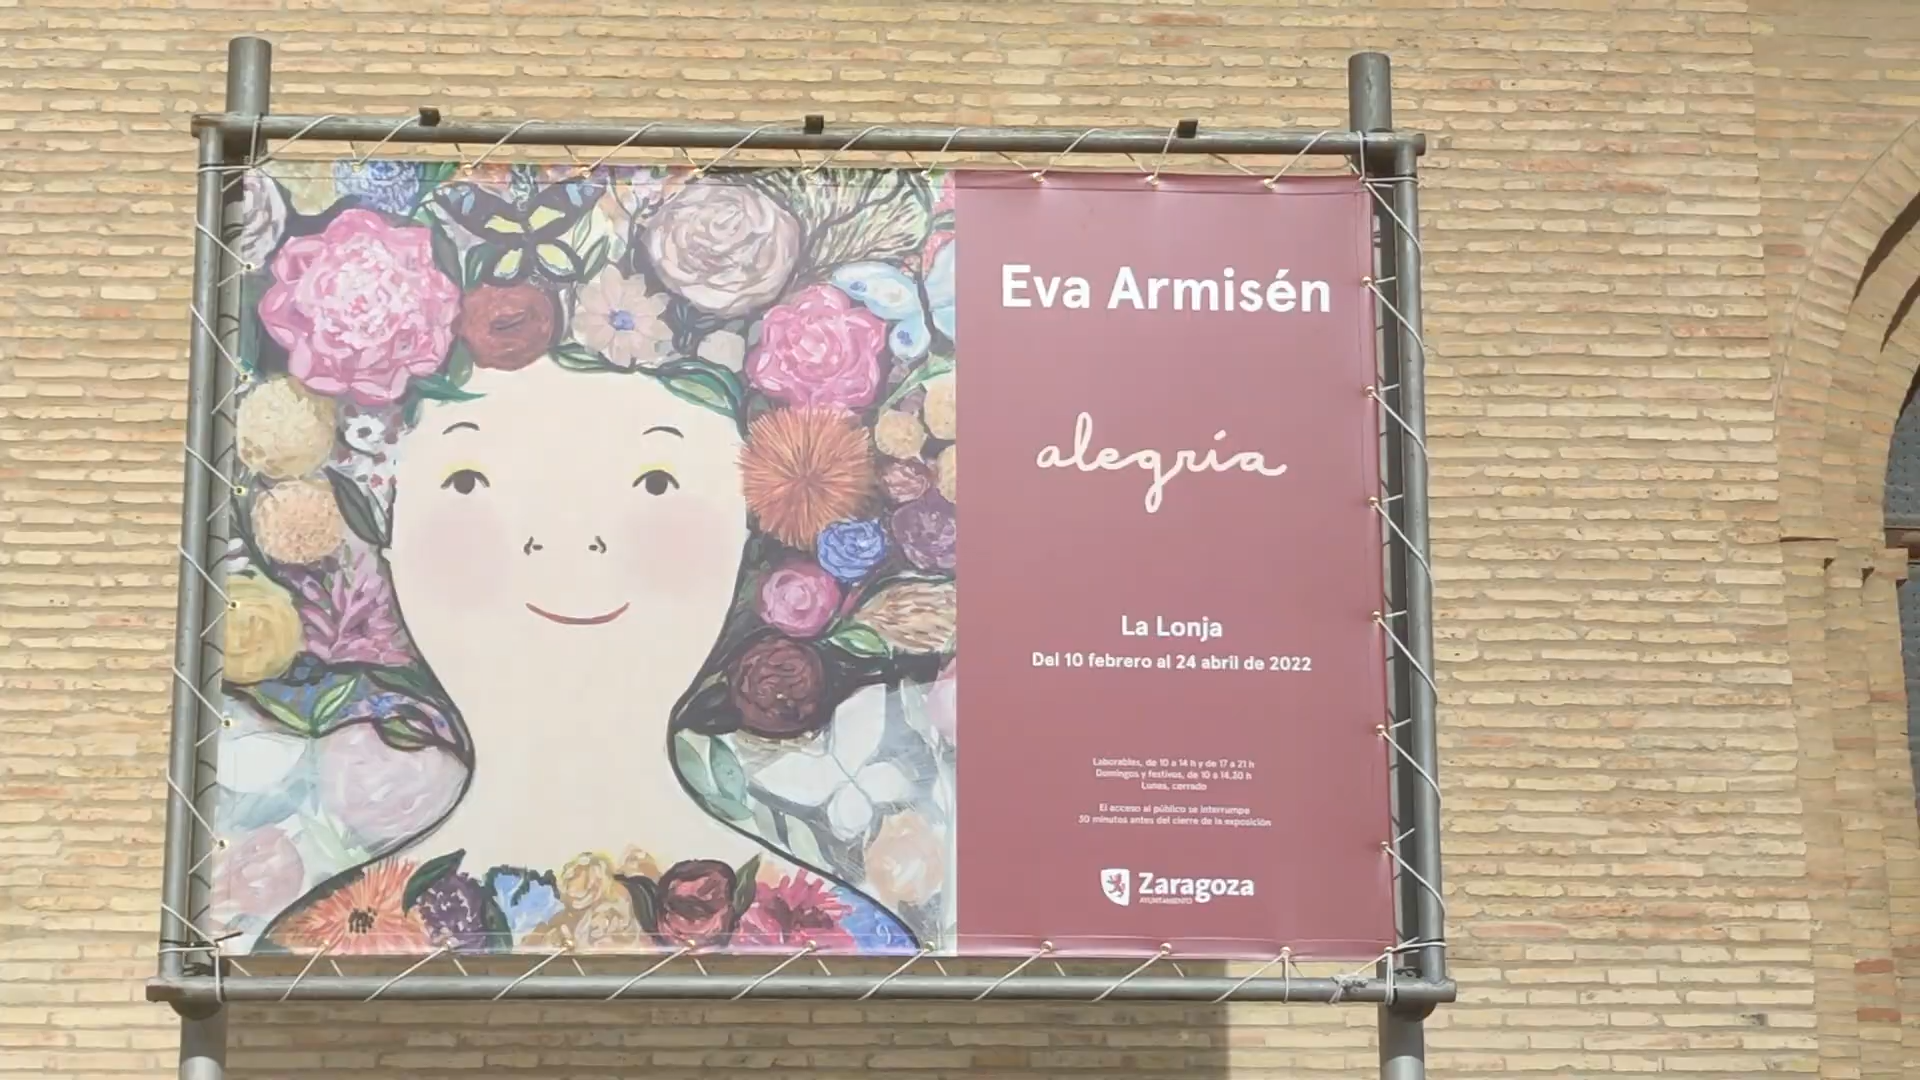 Eva Armisén
alegría
La Lonja
Del 10 febrero al 24 abril de 2022
Laborables, de 10 a 14 h y de 17 a 21 h
Domingos y festivos, de 10 a 14,30 h
Lunes, cerrado
El acceso al público se interrumpe
30 minutos antes del cierre de la exposición
Zaragoza
AYUNTAMIENTO